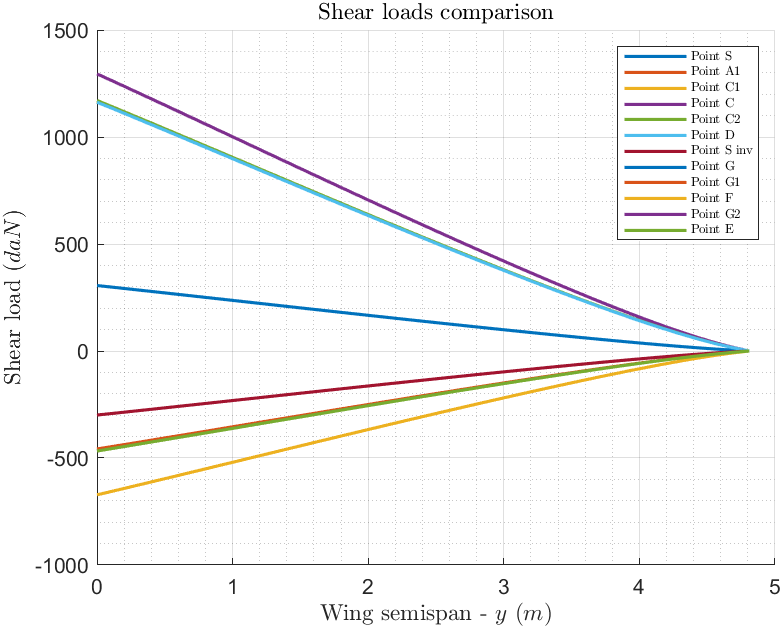 Shear loads comparison
1500
1000
500
0
-500
-1000
Shear load (daN)
0 1 2 3 4 5
Wing semispan - y (m)
Point S
Point A1
Point C1
Point C
Point C2
Point D
Point S inv
Point G
Point G1
Point F
Point G2
Point E